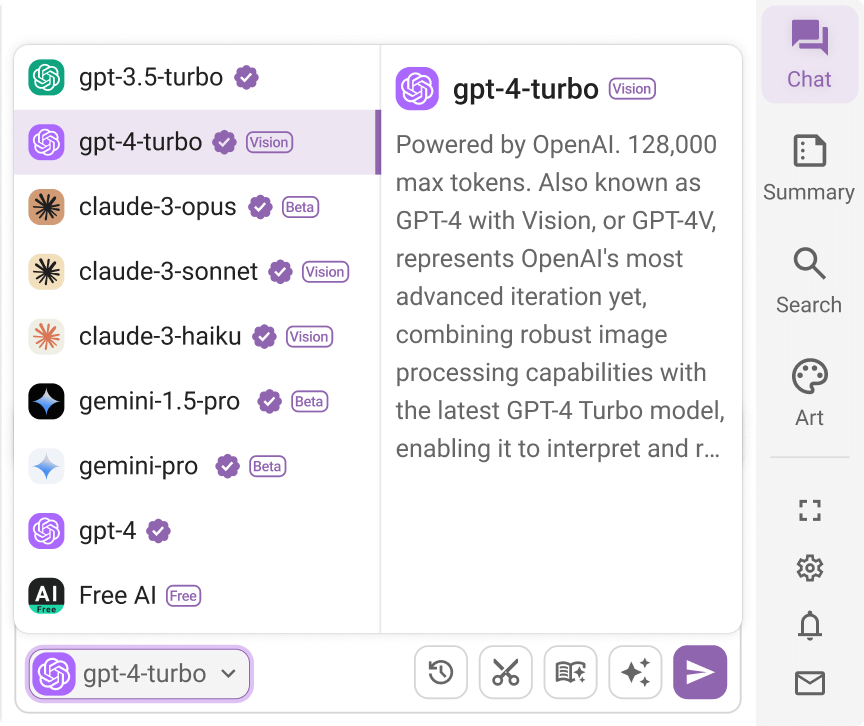 gpt-3.5-turbo
gpt-4-turbo Vision
claude-3-opus Beta
claude-3-sonnet Vision
claude-3-haiku Vision
gemini-1.5-pro Beta
gemini-pro Beta
gpt-4
AI Free Free AI Free
gpt-4-turbo Vision
Powered by OpenAI. 128,000
max tokens. Also known as
GPT-4 with Vision, or GPT-4V,
represents OpenAI's most
advanced iteration yet,
combining robust image
processing capabilities with
the latest GPT-4 Turbo model,
enabling it to interpret and r...
gpt-4-turbo
Chat
Summary
Search
Art